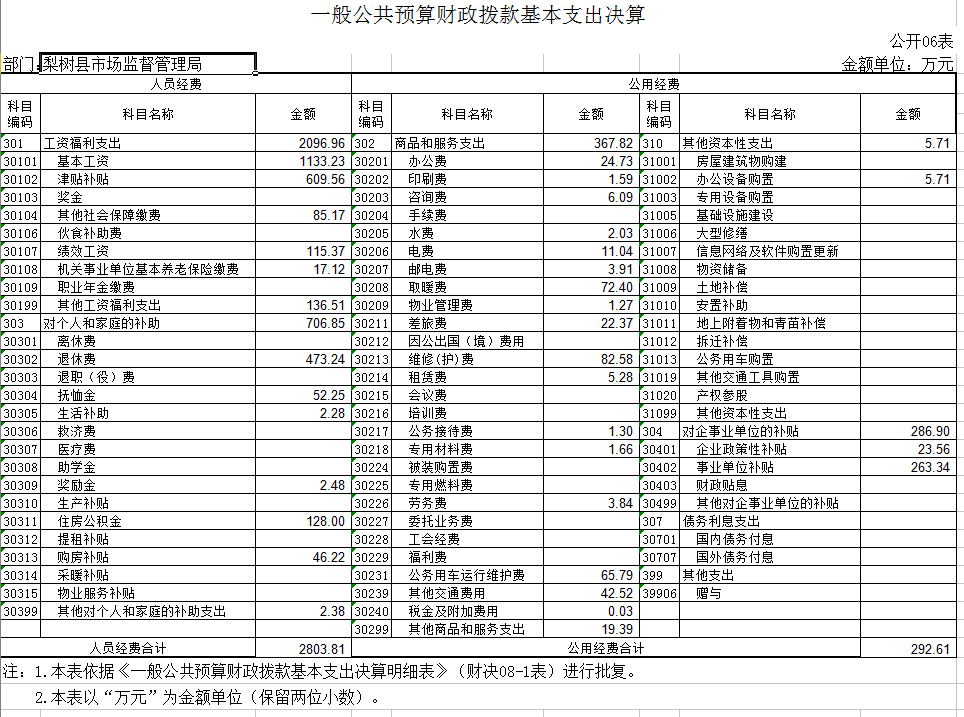 一般公共预算财政拨款基本支出决算
公开06表
部门: 梨树县市场监督管理局 金额单位：万元
人员经费 公用经费
科目编码 科目名称 金额 科目编码 科目名称 金额 科目编码 科目名称 金额
301 工资福利支出 2096.96 302 商品和服务支出 367.82 310 其他资本性支出 5.71
30101 基本工资 1133.23 30201 办公费 24.73 31001 房屋建筑物购建
30102 津贴补贴 609.56 30202 印刷费 1.59 31002 办公设备购置 5.71
30103 奖金 30203 咨询费 6.09 31003 专用设备购置
30104 其他社会保障缴费 85.17 30204 手续费 31005 基础设施建设
30106 伙食补助费 30205 水费 2.03 31006 大型修缮
30107 绩效工资 115.37 30206 电费 11.04 31007 信息网络及软件购置更新
30108 机关事业单位基本养老保险缴费 17.12 30207 邮电费 3.91 31008 物资储备
30109 职业年金缴费 30208 取暖费 72.40 31009 土地补偿
30199 其他工资福利支出 136.51 30209 物业管理费 1.27 31010 安置补助
303 对个人和家庭的补助 706.85 30211 差旅费 22.37 31011 地上附着物和青苗补偿
30301 离休费 30212 因公出国（境）费用 31012 拆迁补偿
30302 退休费 473.24 30213 维修(护)费 82.58 31013 公务用车购置
30303 退职（役）费 30214 租赁费 5.28 31019 其他交通工具购置
30304 抚恤金 52.25 30215 会议费 31020 产权参股
30305 生活补助 2.28 30216 培训费 31099 其他资本性支出
30306 救济费 30217 公务接待费 1.30 304 对企事业单位的补贴 286.90
30307 医疗费 30218 专用材料费 1.66 30401 企业政策性补贴 23.56
30308 助学金 30224 被装购置费 30402 事业单位补贴 263.34
30309 奖励金 2.48 30225 专用燃料费 30403 财政贴息
30310 生产补贴 30226 劳务费 3.84 30499 其他对企事业单位的补贴
30311 住房公积金 128.00 30227 委托业务费 307 债务利息支出
30312 提租补贴 30228 工会经费 30701 国内债务付息
30313 购房补贴 46.22 30229 福利费 30707 国外债务付息
30314 采暖补贴 30231 公务用车运行维护费 65.79 399 其他支出
30315 物业服务补贴 30239 其他交通费用 42.52 39906 赠与
30399 其他对个人和家庭的补助支出 2.38 30240 税金及附加费用 0.03
30299 其他商品和服务支出 19.39
人员经费合计 2803.81 公用经费合计 292.61
注：1.本表依据《一般公共预算财政拨款基本支出决算明细表》（财决08-1表）进行批复。
2.本表以“万元”为金额单位（保留两位小数）。